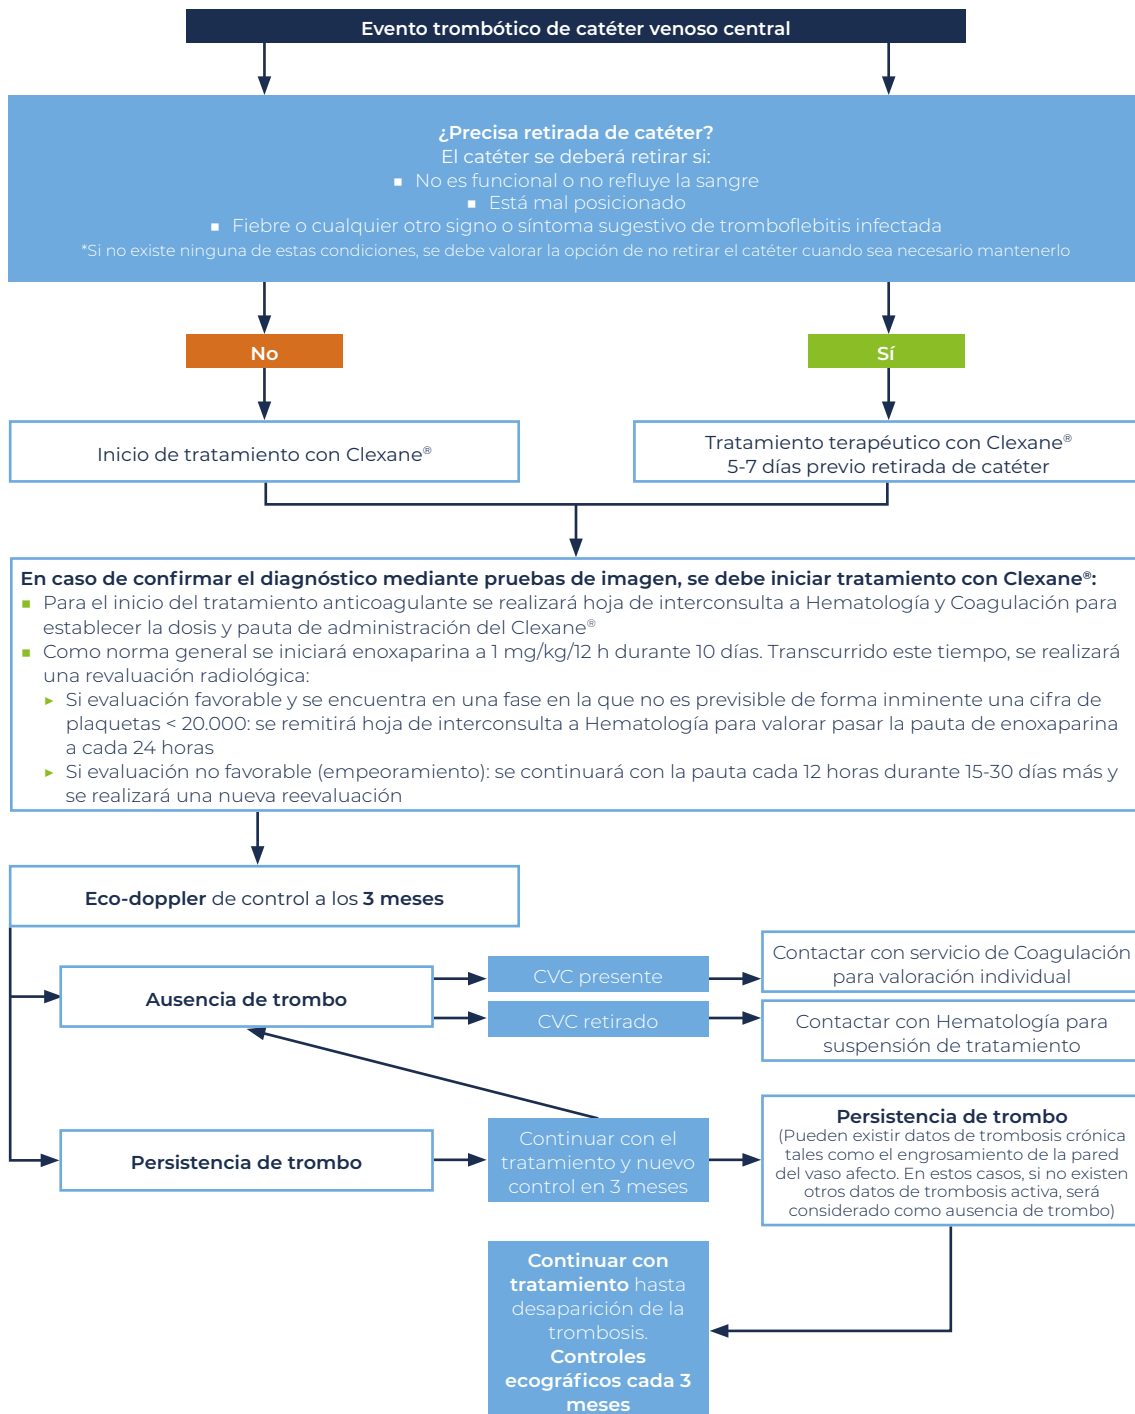 Evento trombótico de catéter venoso central
¿Precisa retirada de catéter?
El catéter se deberá retirar si:
▪ No es funcional o no refluye la sangre
▪ Está mal posicionado
▪ Fiebre o cualquier otro signo o síntoma sugestivo de tromboflebitis infectada
*Si no existe ninguna de estas condiciones, se debe valorar la opción de no retirar el catéter cuando sea necesario mantenerlo
No
Sí
Inicio de tratamiento con Clexane®
Tratamiento terapéutico con Clexane®
5-7 días previo retirada de catéter
En caso de confirmar el diagnóstico mediante pruebas de imagen, se debe iniciar tratamiento con Clexane®:
▪ Para el inicio del tratamiento anticoagulante se realizará hoja de interconsulta a Hematología y Coagulación para
establecer la dosis y pauta de administración del Clexane®
▪ Como norma general se iniciará enoxaparina a 1 mg/kg/12 h durante 10 días. Transcurrido este tiempo, se realizará
una revaluación radiológica:
▸ Si evaluación favorable y se encuentra en una fase en la que no es previsible de forma inminente una cifra de
plaquetas < 20.000: se remitirá hoja de interconsulta a Hematología para valorar pasar la pauta de enoxaparina
a cada 24 horas
▸ Si evaluación no favorable (empeoramiento): se continuará con la pauta cada 12 horas durante 15-30 días más y
se realizará una nueva reevaluación
Eco-doppler de control a los 3 meses
Ausencia de trombo
CVC presente
Contactar con servicio de Coagulación
para valoración individual
CVC retirado
Contactar con Hematología para
suspensión de tratamiento
Persistencia de trombo
Continuar con el
tratamiento y nuevo
control en 3 meses
Persistencia de trombo
(Pueden existir datos de trombosis crónica
tales como el engrosamiento de la pared
del vaso afecto. En estos casos, si no existen
otros datos de trombosis activa, será
considerado como ausencia de trombo)
Continuar con
tratamiento hasta
desaparición de la
trombosis.
Controles
ecográficos cada 3
meses